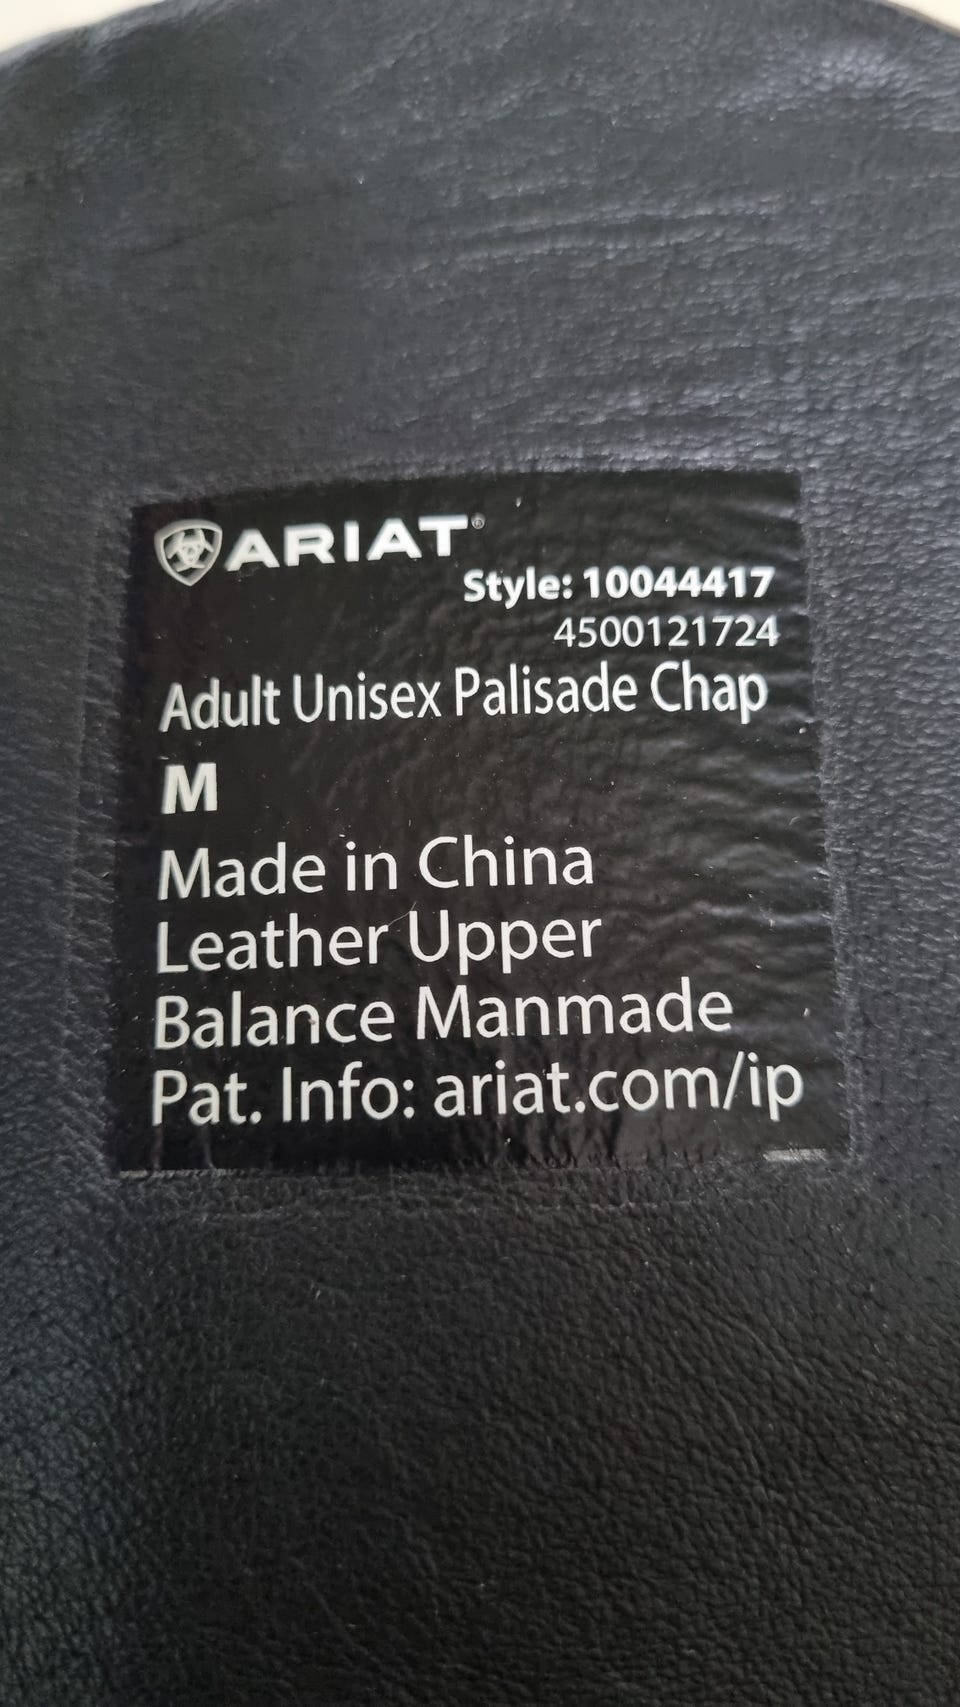 ARIAT®
Style: 10044417
4500121724
Adult Unisex Palisade Chap
M
Made in China
Leather Upper
Balance Manmade
Pat. Info: ariat.com/ip